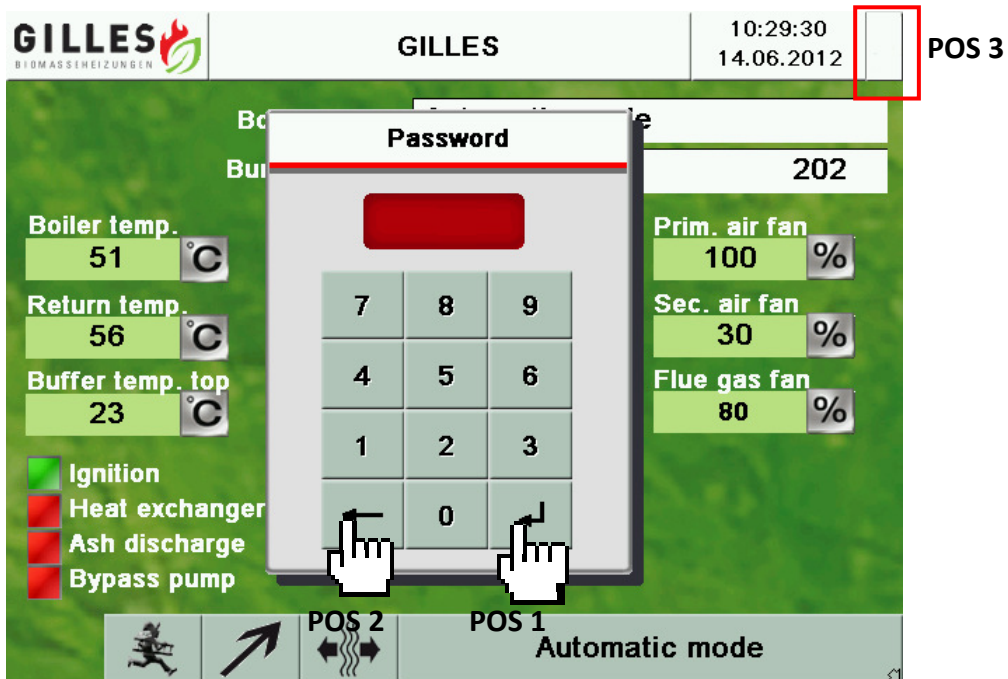 GILLES
BIOMASSEHEIZUNGEN
GILLES
10:29:30
14.06.2012
POS 3
Password
202
Boiler temp.
51 °C
Return temp.
56 °C
Buffer temp. top
23 °C
Prim. air fan
100 %
Sec. air fan
30 %
Flue gas fan
80 %
7 8 9
4 5 6
1 2 3
0
Ignition
Heat exchanger
Ash discharge
Bypass pump
POS 2
POS 1
Automatic mode